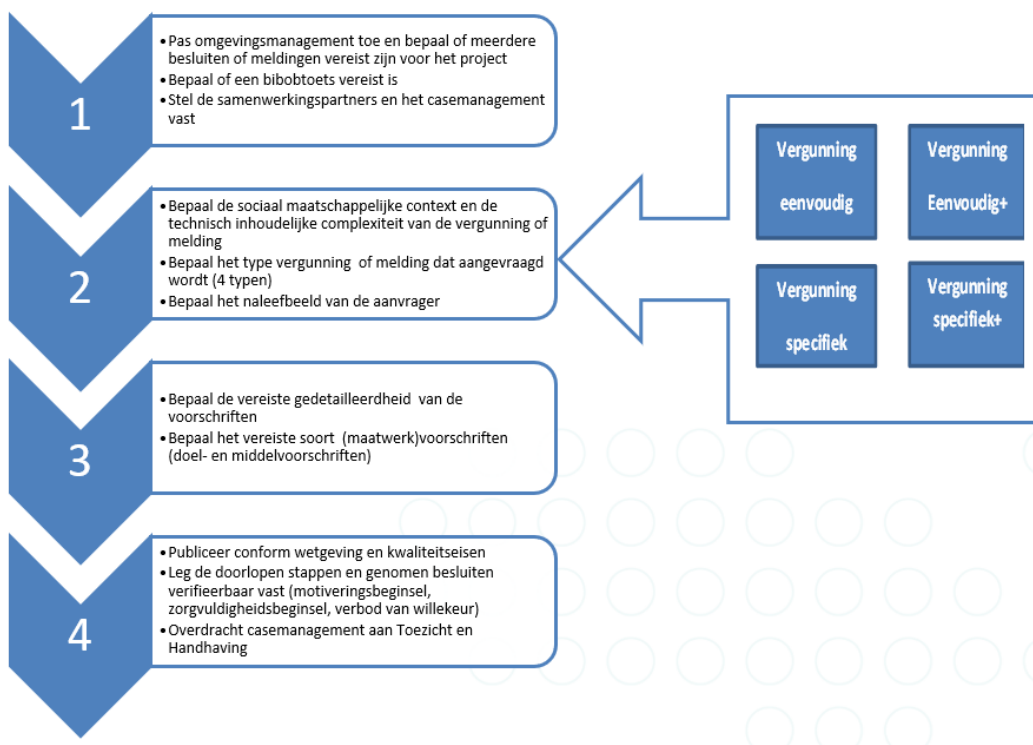 1
•Pas omgevingsmanagement toe en bepaal of meerdere
besluiten of meldingen vereist zijn voor het project
•Bepaal of een bibobtoets vereist is
•Stel de samenwerkingspartners en het casemanagement
vast
2
•Bepaal de sociaal maatschappelijke context en de
technisch inhoudelijke complexiteit van de vergunning of
melding
•Bepaal het type vergunning of melding dat aangevraagd
wordt (4 typen)
•Bepaal het naleefbeeld van de aanvrager
Vergunning
eenvoudig
Vergunning
Eenvoudig+
Vergunning
specifiek
Vergunning
specifiek+
3
•Bepaal de vereiste gedetailleerdheid van de
voorschriften
•Bepaal het vereiste soort (maatwerk)voorschriften
(doel- en middelvoorschriften)
4
•Publiceer conform wetgeving en kwaliteitseisen
•Leg de doorlopen stappen en genomen besluiten
verifieerbaar vast (motiveringsbeginsel,
zorgvuldigheidsbeginsel, verbod van willekeur)
•Overdracht casemanagement aan Toezicht en
Handhaving